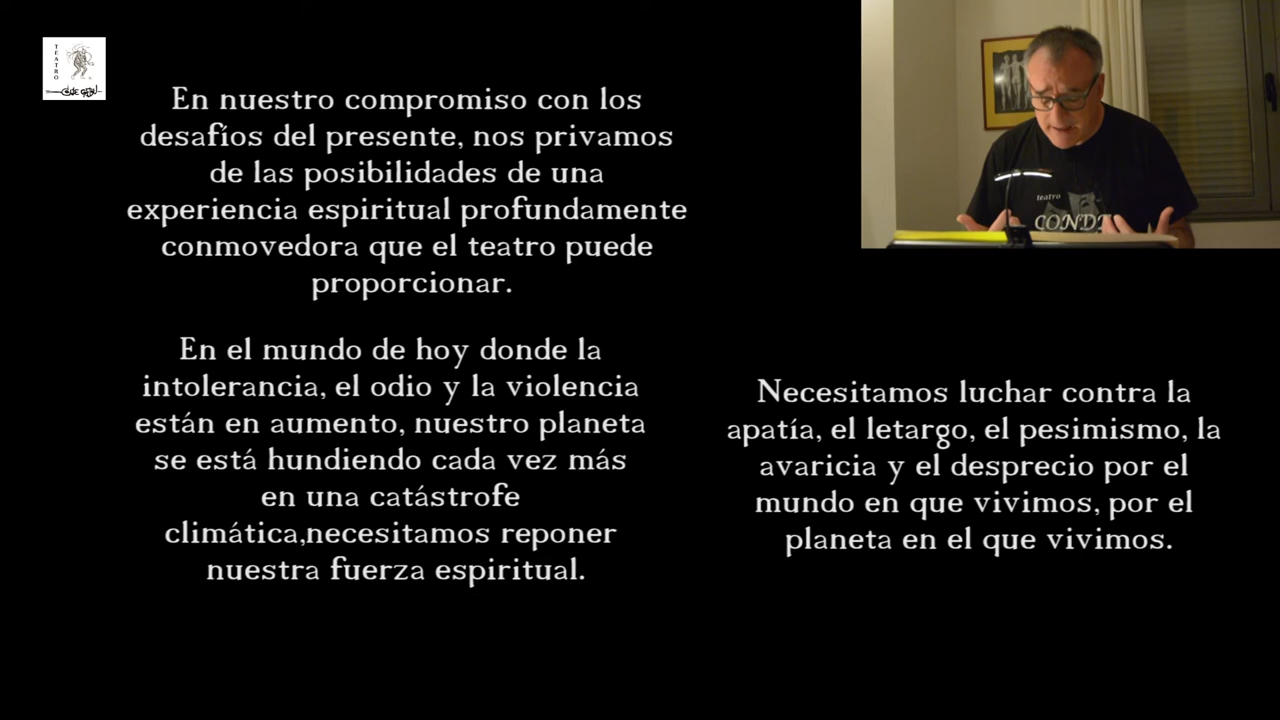 TEATRO
En nuestro compromiso con los
desafíos del presente, nos privamos
de las posibilidades de una
experiencia espiritual profundamente
conmovedora que el teatro puede
proporcionar.
En el mundo de hoy donde la
intolerancia, el odio y la violencia
están en aumento, nuestro planeta
se está hundiendo cada vez más
en una catástrofe
climática,necesitamos reponer
nuestra fuerza espiritual.
Necesitamos luchar contra la
apatía, el letargo, el pesimismo, la
avaricia y el desprecio por el
mundo en que vivimos, por el
planeta en el que vivimos.
teatro